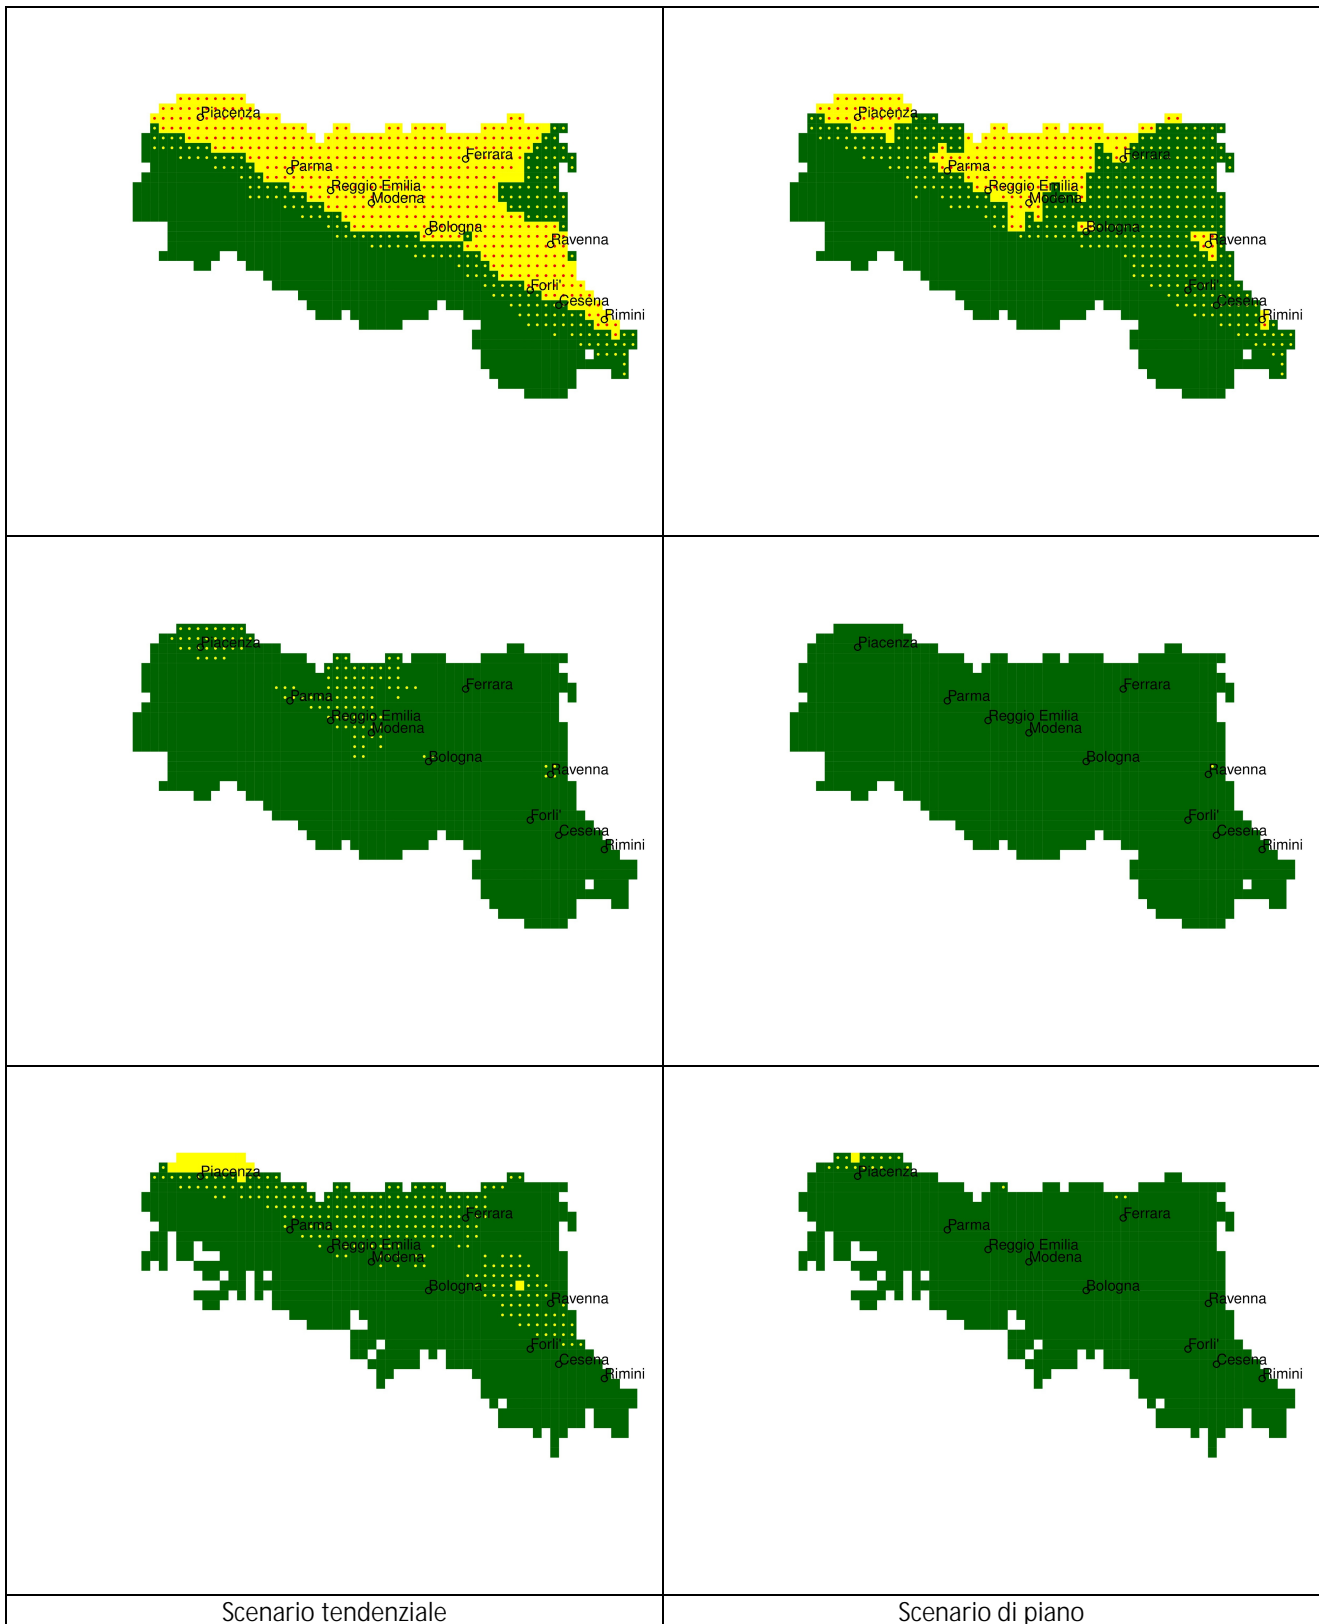 Piacenza
Ferrara
Parma
Reggio Emilia
Modena
Bologna
Ravenna
Forli'
Cesena
Rimini
Piacenza
Ferrara
Parma
Reggio Emilia
Modena
Bologna
Ravenna
Forli'
Cesena
Rimini
Piacenza
Ferrara
Parma
Reggio Emilia
Modena
Bologna
Ravenna
Forli'
Cesena
Rimini
Piacenza
Ferrara
Parma
Reggio Emilia
Modena
Bologna
Ravenna
Forli'
Cesena
Rimini
Piacenza
Ferrara
Parma
Reggio Emilia
Modena
Bologna
Ravenna
Forli'
Cesena
Rimini
Piacenza
Ferrara
Parma
Reggio Emilia
Modena
Bologna
Ravenna
Forli'
Cesena
Rimini
Scenario tendenziale
Scenario di piano